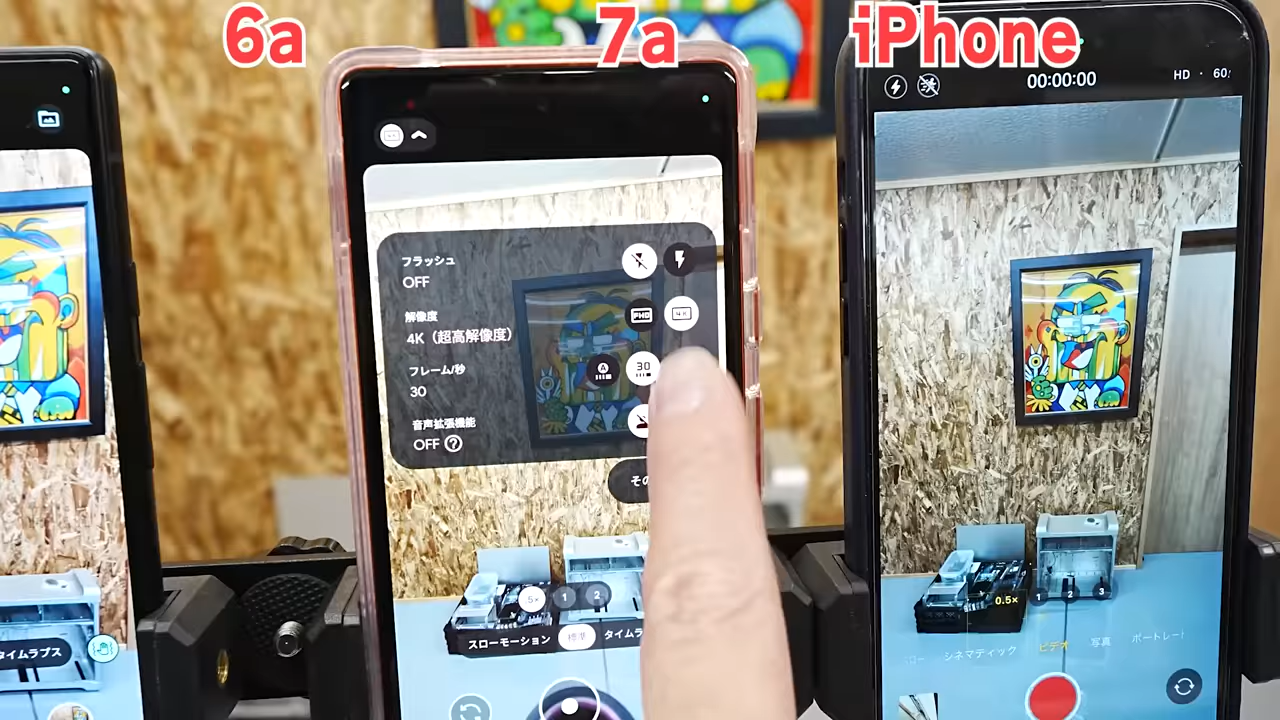 6a
7a
iPhone
00:00:00
HD · 60
フラッシュ
OFF
解像度
4K（超高解像度）
FHD
4K
フレーム/秒
30
A
30
音声拡張機能
OFF ?
その
.5×
1
2
スローモーション
標準
タイムラ
タイムラプス
0.5×
1
2
3
シネマティック
ビデオ
写真
ポートレー